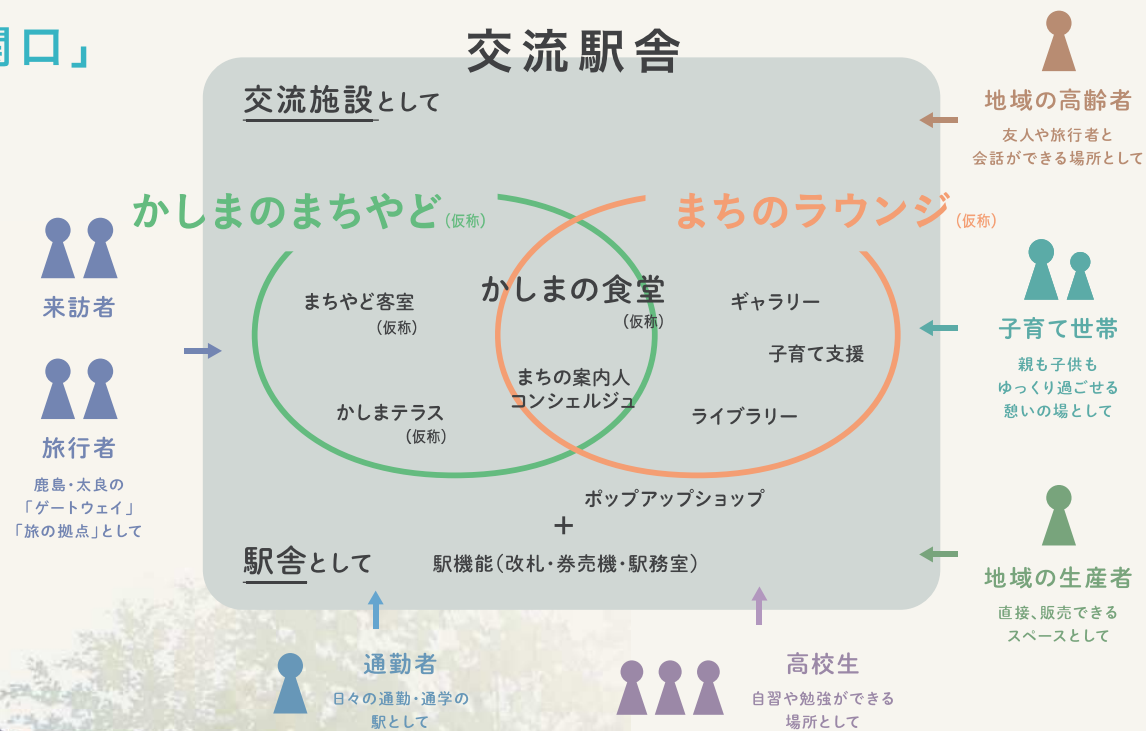 口」
交流駅舎
交流施設として
かしまのまちやど(仮称)
まちのラウンジ(仮称)
まちやど客室
(仮称)
かしまテラス
(仮称)
かしまの食堂
(仮称)
まちの案内人
コンシェルジュ
ギャラリー
子育て支援
ライブラリー
ポップアップショップ
+
駅舎として
駅機能(改札・券売機・駅務室)
来訪者
旅行者
鹿島・太良の
「ゲートウェイ」
「旅の拠点」として
地域の高齢者
友人や旅行者と
会話ができる場所として
子育て世帯
親も子供も
ゆっくり過ごせる
憩いの場として
地域の生産者
直接、販売できる
スペースとして
通勤者
日々の通勤・通学の
駅として
高校生
自習や勉強ができる
場所として